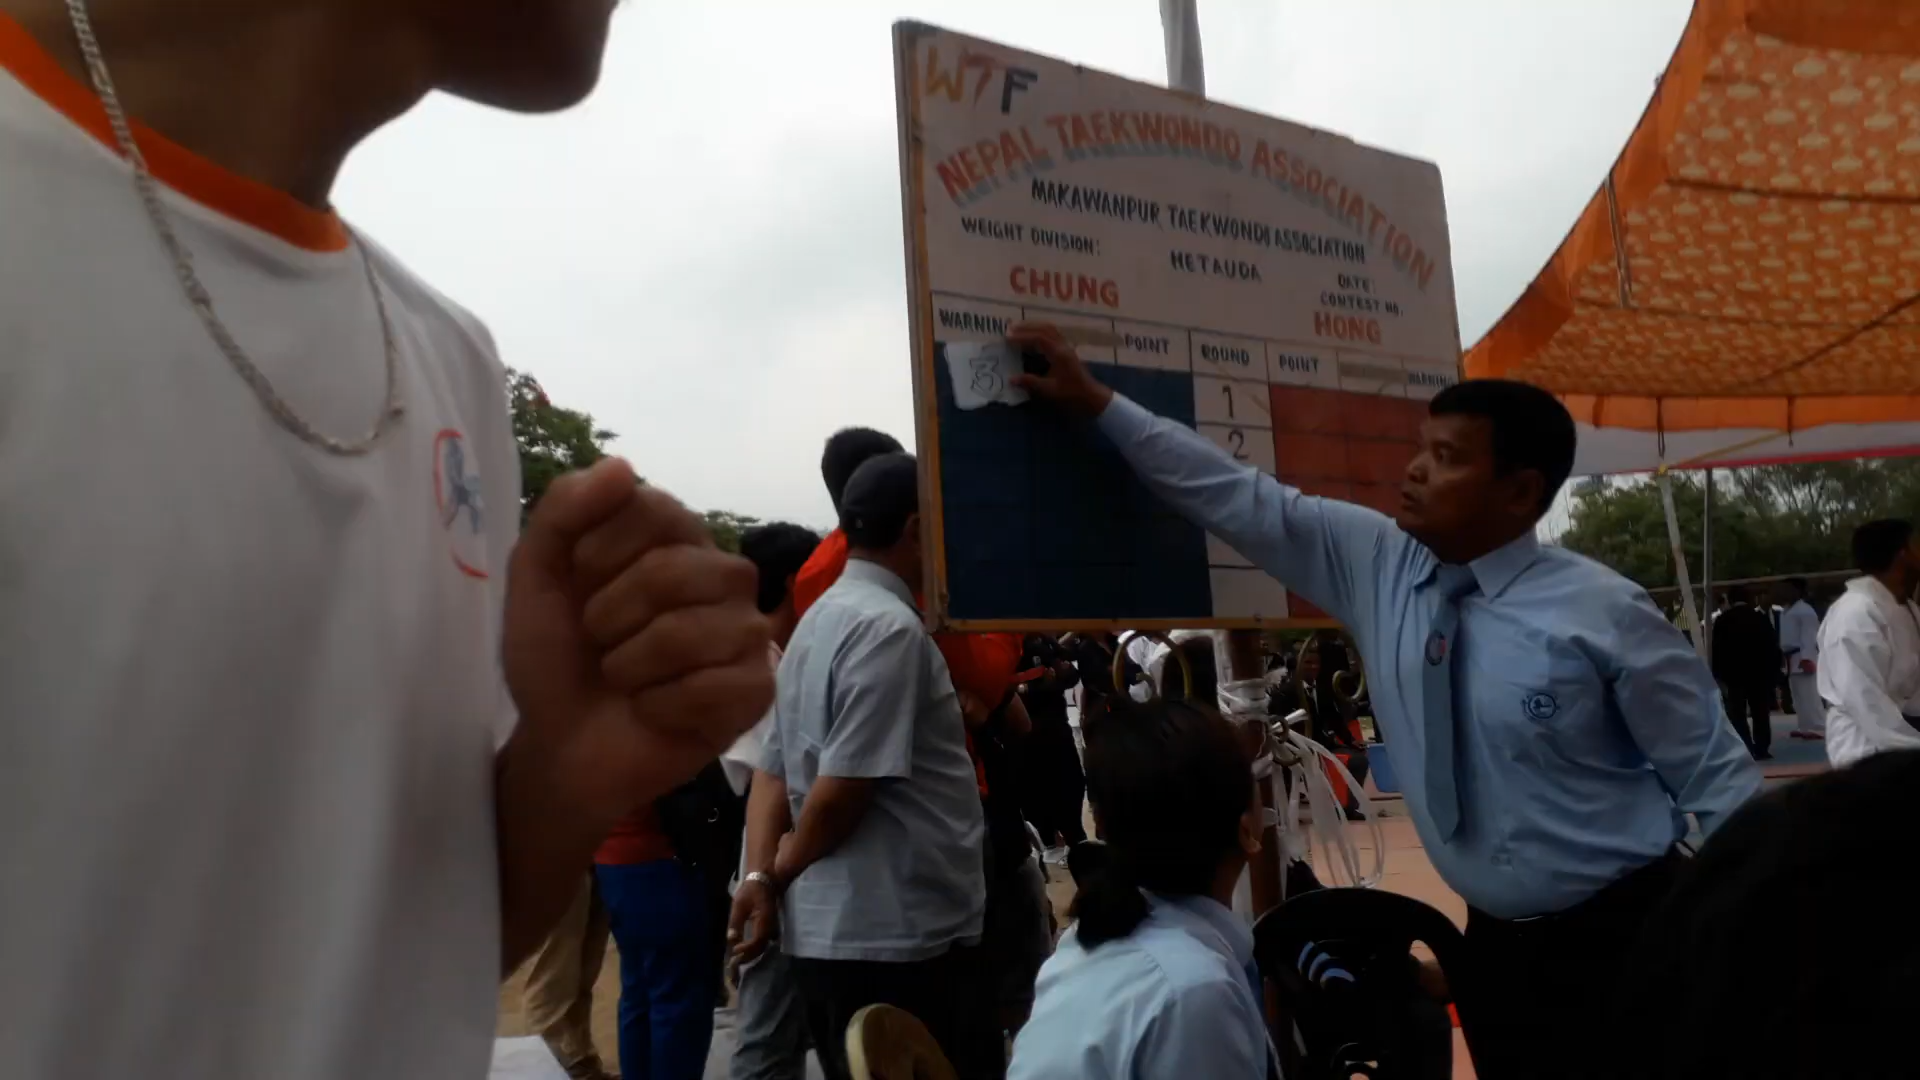 WTF
NEPAL TAEKWONDO ASSOCIATION
MAKAWANPUR TAEKWONDO ASSOCIATION
WEIGHT DIVISION:
HETAUDA
DATE:
CONTEST NO.
CHUNG
HONG
WARNING POINT ROUND POINT WARNING
3
1
2